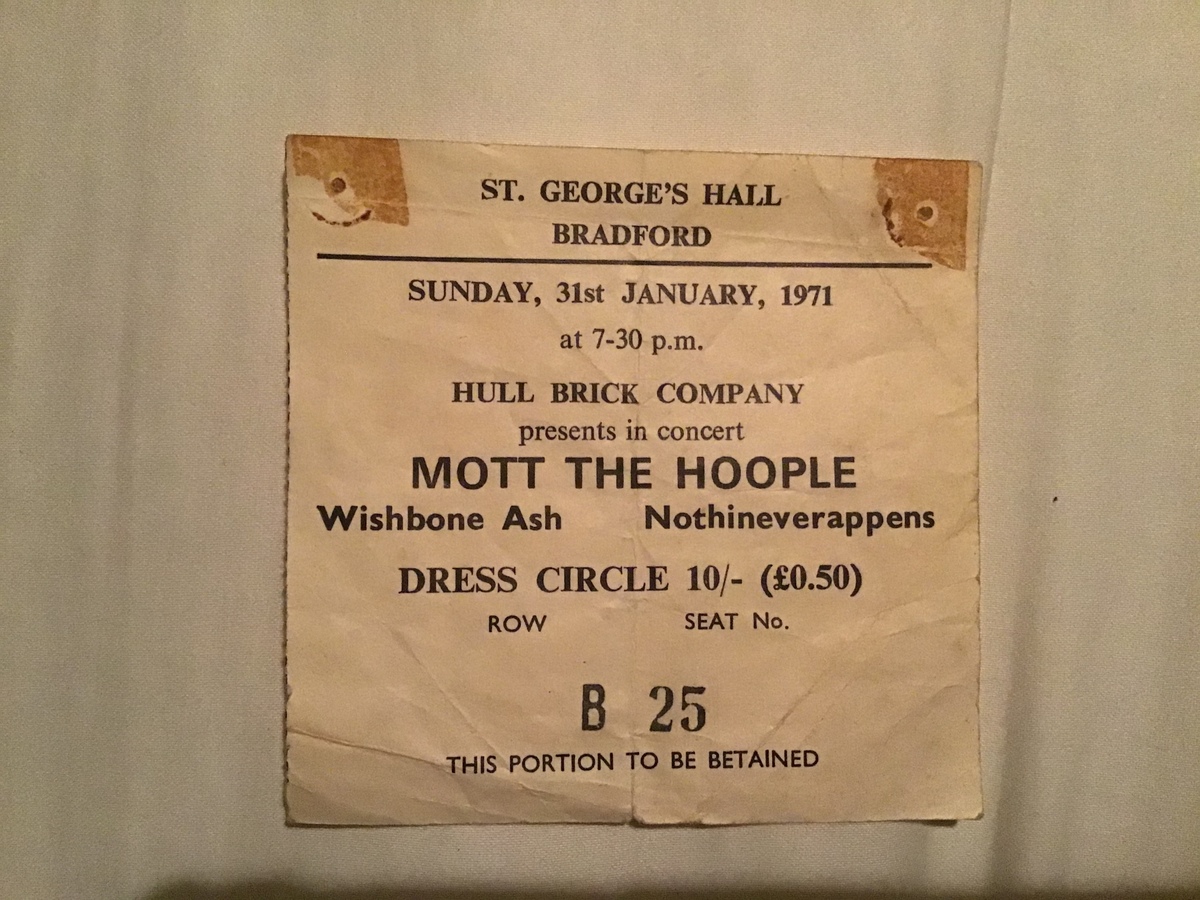 ST. GEORGE'S HALL
BRADFORD
SUNDAY, 31st JANUARY, 1971
at 7-30 p.m.
HULL BRICK COMPANY
presents in concert
MOTT THE HOOPLE
Wishbone Ash Nothineverappens
DRESS CIRCLE 10/- (£0.50)
ROW SEAT No.
B 25
THIS PORTION TO BE BETAINED